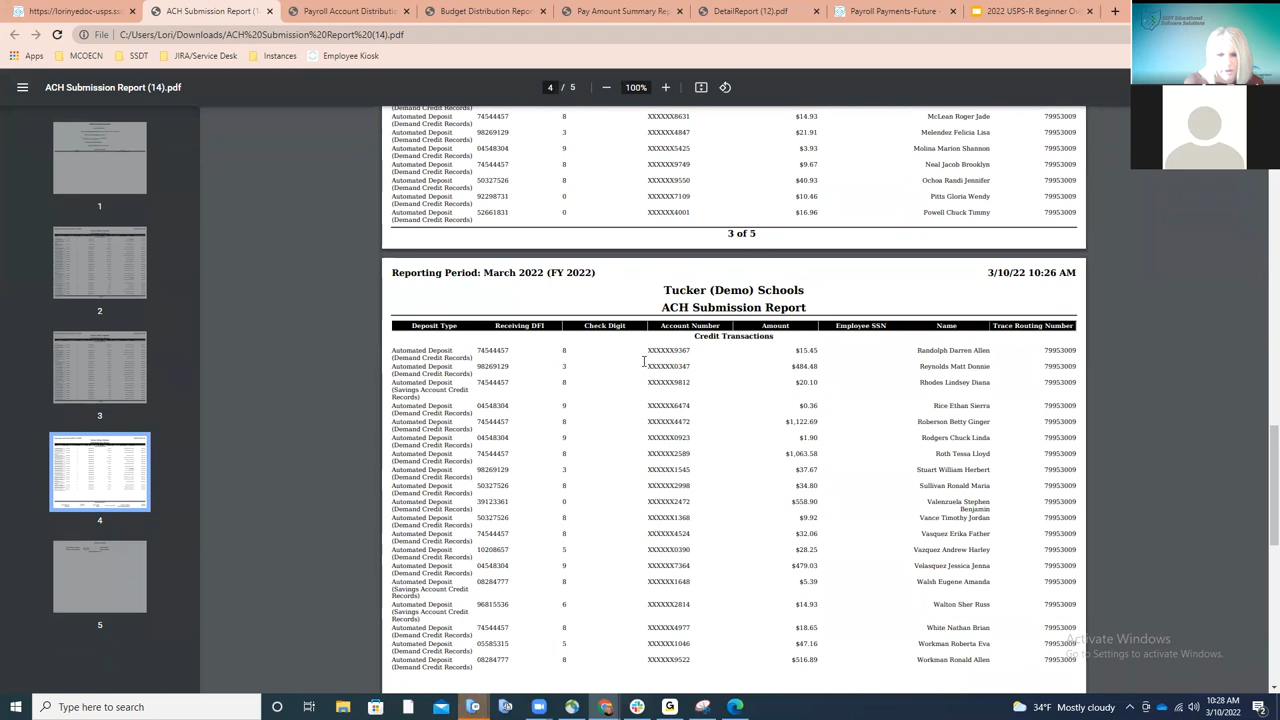 https://lorinydemo-uspsr
ACH Submission Report (14).pdf
Payroll Account Distributi
Pay Amount Summary Re
DetailReport (12).pdf
Payroll Payments-Future -
2022 USPS-R Beginner O
File C:/Users/Lori/Downloads/ACH%20Submission%20Report%20(14).pdf
Apps MCOECN SSDT JIRA/Service Desk Instances Employee Kiosk
SSDT Educational
Software Solutions
ACH Submission Report (14).pdf 4 / 5 100%
1
2
3
4
5
(Demand Credit Records)
Automated Deposit 74544457 8 XXXXXX8631 $14.93 McLean Roger Jade 79953009
(Demand Credit Records)
Automated Deposit 98269129 3 XXXXXX4847 $21.91 Melendez Felicia Lisa 79953009
(Demand Credit Records)
Automated Deposit 04548304 9 XXXXXX5425 $3.93 Molina Marion Shannon 79953009
(Demand Credit Records)
Automated Deposit 74544457 8 XXXXXX9749 $9.67 Neal Jacob Brooklyn 79953009
(Demand Credit Records)
Automated Deposit 50327526 8 XXXXXX9550 $40.93 Ochoa Randi Jennifer 79953009
(Demand Credit Records)
Automated Deposit 92298731 0 XXXXXX7109 $10.46 Pitts Gloria Wendy 79953009
(Demand Credit Records)
Automated Deposit 52661831 0 XXXXXX4001 $16.96 Powell Chuck Timmy 79953009
(Demand Credit Records)
3 of 5
Reporting Period: March 2022 (FY 2022) 3/10/22 10:26 AM
Tucker (Demo) Schools
ACH Submission Report
Deposit Type Receiving DFI Check Digit Account Number Amount Employee SSN Name Trace Routing Number
Credit Transactions
Automated Deposit 74544457 8 XXXXXX9367 $15.45 Randolph Darren Allen 79953009
(Demand Credit Records)
Automated Deposit 98269129 3 XXXXXX0347 $484.48 Reynolds Matt Donnie 79953009
(Demand Credit Records)
Automated Deposit 74544457 8 XXXXXX9812 $20.10 Rhodes Lindsey Diana 79953009
(Savings Account Credit
Records)
Automated Deposit 04548304 9 XXXXXX6474 $0.36 Rice Ethan Sierra 79953009
(Demand Credit Records)
Automated Deposit 74544457 8 XXXXXX4472 $1,122.69 Roberson Betty Ginger 79953009
(Demand Credit Records)
Automated Deposit 04548304 9 XXXXXX0923 $1.90 Rodgers Chuck Linda 79953009
(Demand Credit Records)
Automated Deposit 74544457 8 XXXXXX2589 $1,063.58 Roth Tessa Lloyd 79953009
(Demand Credit Records)
Automated Deposit 98269129 3 XXXXXX1545 $37.67 Stuart William Herbert 79953009
(Demand Credit Records)
Automated Deposit 50327526 8 XXXXXX2998 $34.80 Sullivan Ronald Maria 79953009
(Demand Credit Records)
Automated Deposit 39123361 0 XXXXXX2472 $558.90 Valenzuela Stephen 79953009
(Demand Credit Records) Benjamin
Automated Deposit 50327526 8 XXXXXX1368 $9.92 Vance Timothy Jordan 79953009
(Demand Credit Records)
Automated Deposit 74544457 8 XXXXXX4524 $32.06 Vasquez Erika Father 79953009
(Demand Credit Records)
Automated Deposit 10208657 5 XXXXXX0390 $28.25 Vazquez Andrew Harley 79953009
(Demand Credit Records)
Automated Deposit 04548304 9 XXXXXX7364 $479.03 Velasquez Jessica Jenna 79953009
(Demand Credit Records)
Automated Deposit 08284777 8 XXXXXX1648 $5.39 Walsh Eugene Amanda 79953009
(Savings Account Credit
Records)
Automated Deposit 96815536 6 XXXXXX2814 $14.93 Walton Sher Russ 79953009
(Savings Account Credit
Records)
Automated Deposit 74544457 8 XXXXXX4977 $18.65 White Nathan Brian 79953009
(Demand Credit Records)
Automated Deposit 05585315 5 XXXXXX1046 $47.16 Workman Roberta Eva 79953009
(Demand Credit Records)
Automated Deposit 08284777 8 XXXXXX9522 $516.89 Workman Ronald Allen 79953009
(Demand Credit Records)
Activate Windows
Go to Settings to activate Windows.
Type here to search
34°F Mostly cloudy
10:28 AM
3/10/2022
2